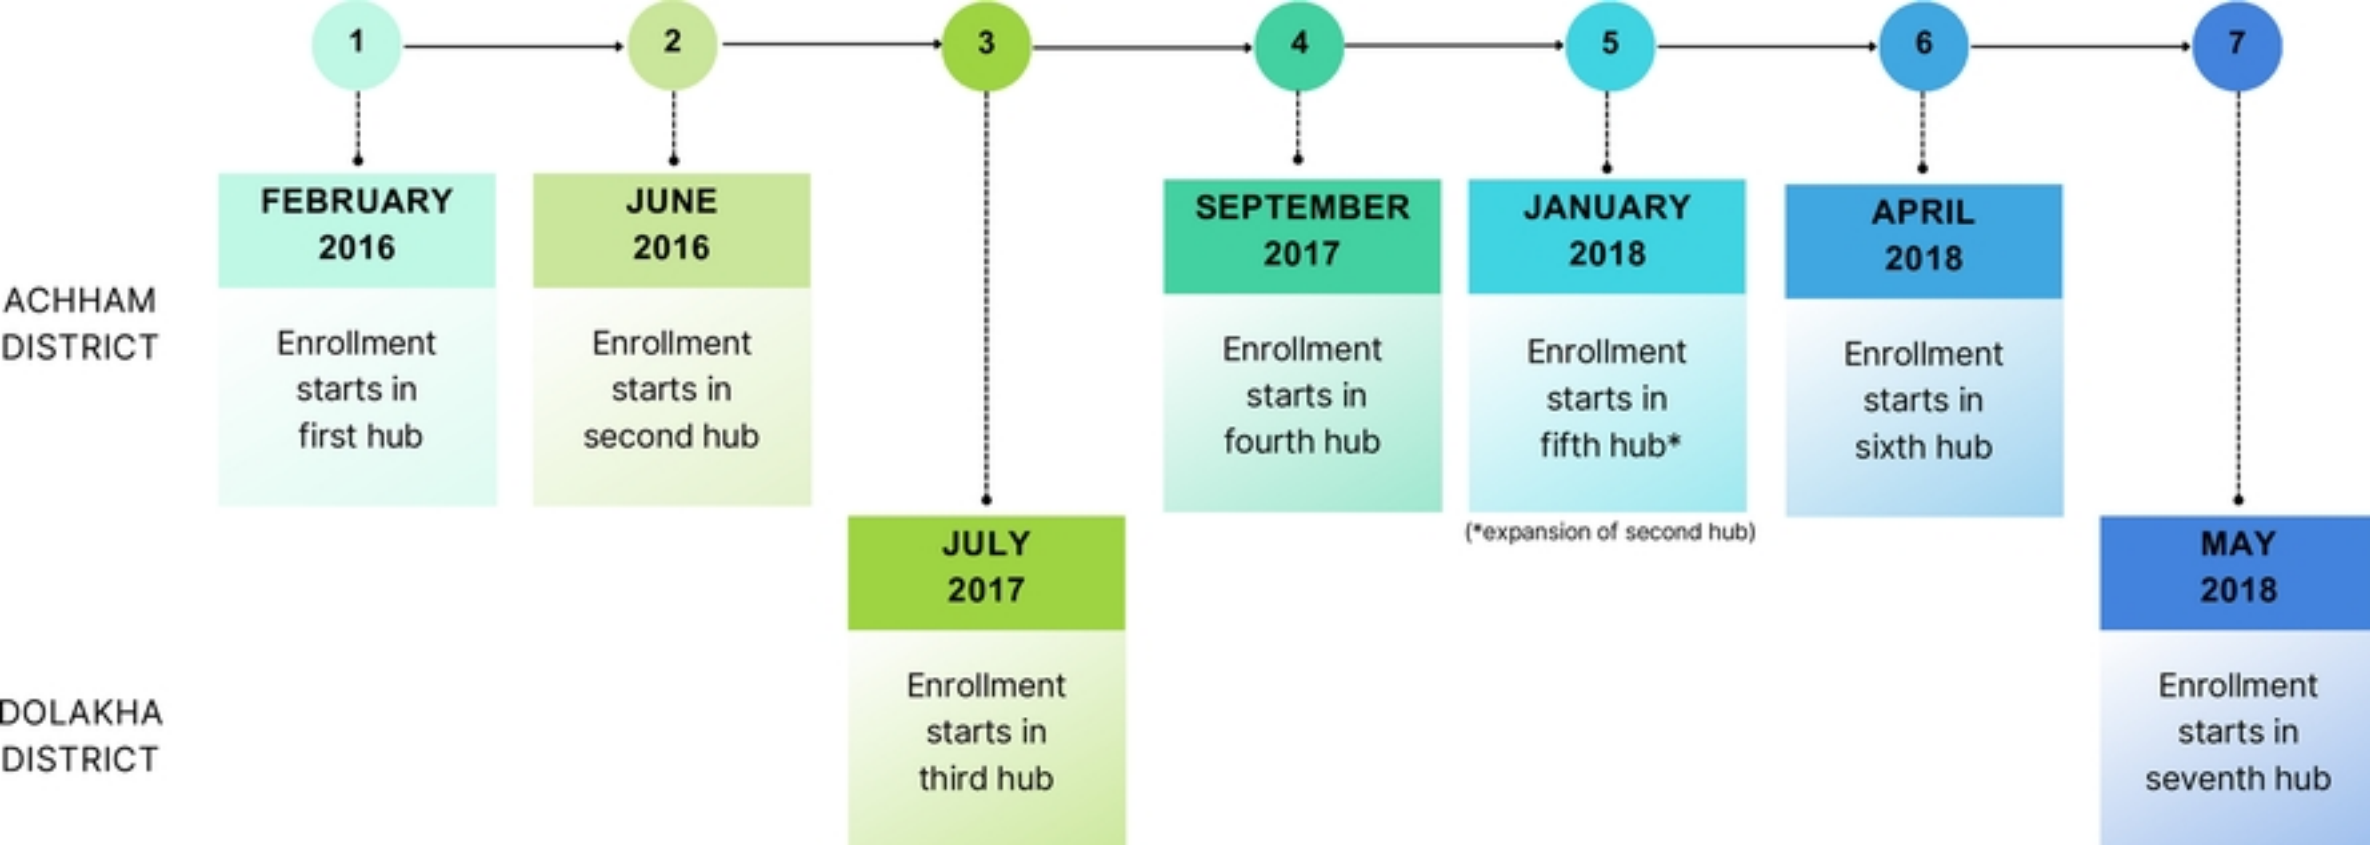 1
2
3
4
5
6
7
ACHHAM
DISTRICT
FEBRUARY
2016
Enrollment
starts in
first hub
JUNE
2016
Enrollment
starts in
second hub
SEPTEMBER
2017
Enrollment
starts in
fourth hub
JANUARY
2018
Enrollment
starts in
fifth hub*
(*expansion of second hub)
APRIL
2018
Enrollment
starts in
sixth hub
DOLAKHA
DISTRICT
JULY
2017
Enrollment
starts in
third hub
MAY
2018
Enrollment
starts in
seventh hub